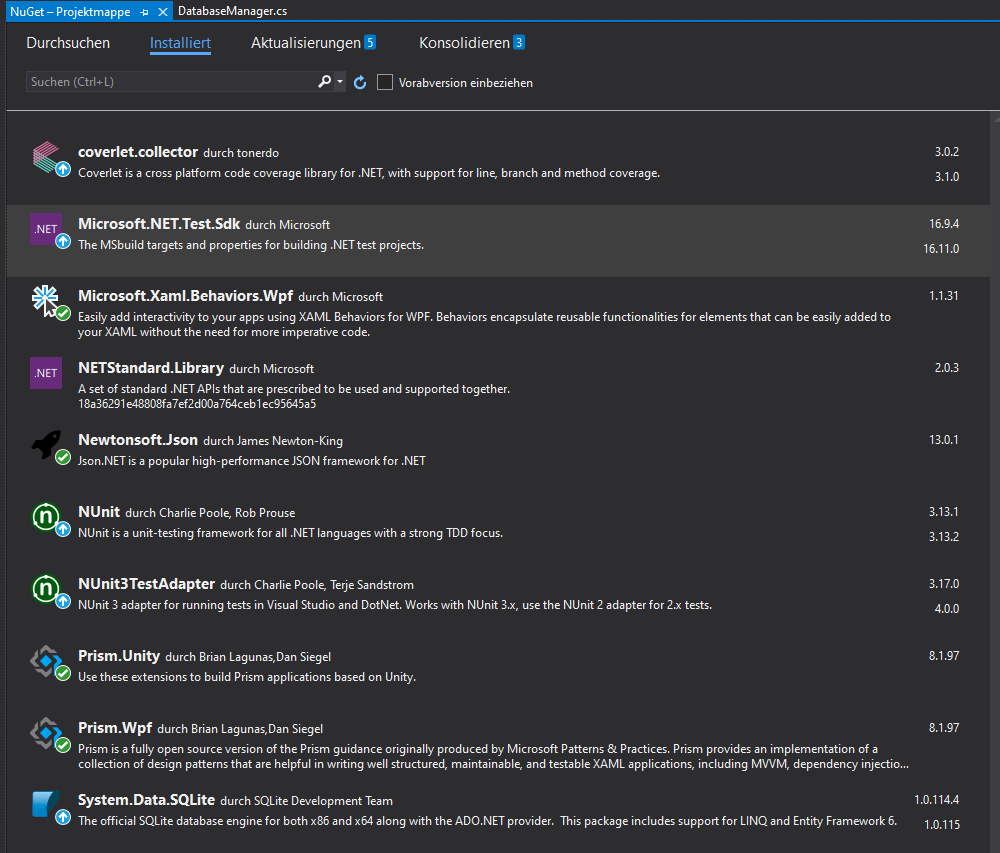 NuGet – Projektmappe DatabaseManager.cs
Durchsuchen Installiert Aktualisierungen 5 Konsolidieren 3
Suchen (Ctrl+L) Vorabversion einbeziehen
coverlet.collector durch tonerdo 3.0.2
Coverlet is a cross platform code coverage library for .NET, with support for line, branch and method coverage. 3.1.0
.NET Microsoft.NET.Test.Sdk durch Microsoft 16.9.4
The MSbuild targets and properties for building .NET test projects. 16.11.0
Microsoft.Xaml.Behaviors.Wpf durch Microsoft 1.1.31
Easily add interactivity to your apps using XAML Behaviors for WPF. Behaviors encapsulate reusable functionalities for elements that can be easily added to
your XAML without the need for more imperative code.
.NET NETStandard.Library durch Microsoft 2.0.3
A set of standard .NET APIs that are prescribed to be used and supported together.
18a36291e48808fa7ef2d00a764ceb1ec95645a5
Newtonsoft.Json durch James Newton-King 13.0.1
Json.NET is a popular high-performance JSON framework for .NET
n NUnit durch Charlie Poole, Rob Prouse 3.13.1
NUnit is a unit-testing framework for all .NET languages with a strong TDD focus. 3.13.2
n NUnit3TestAdapter durch Charlie Poole, Terje Sandstrom 3.17.0
NUnit 3 adapter for running tests in Visual Studio and DotNet. Works with NUnit 3.x, use the NUnit 2 adapter for 2.x tests. 4.0.0
Prism.Unity durch Brian Lagunas,Dan Siegel 8.1.97
Use these extensions to build Prism applications based on Unity.
Prism.Wpf durch Brian Lagunas,Dan Siegel 8.1.97
Prism is a fully open source version of the Prism guidance originally produced by Microsoft Patterns & Practices. Prism provides an implementation of a
collection of design patterns that are helpful in writing well structured, maintainable, and testable XAML applications, including MVVM, dependency injectio...
System.Data.SQLite durch SQLite Development Team 1.0.114.4
The official SQLite database engine for both x86 and x64 along with the ADO.NET provider.  This package includes support for LINQ and Entity Framework 6. 1.0.115